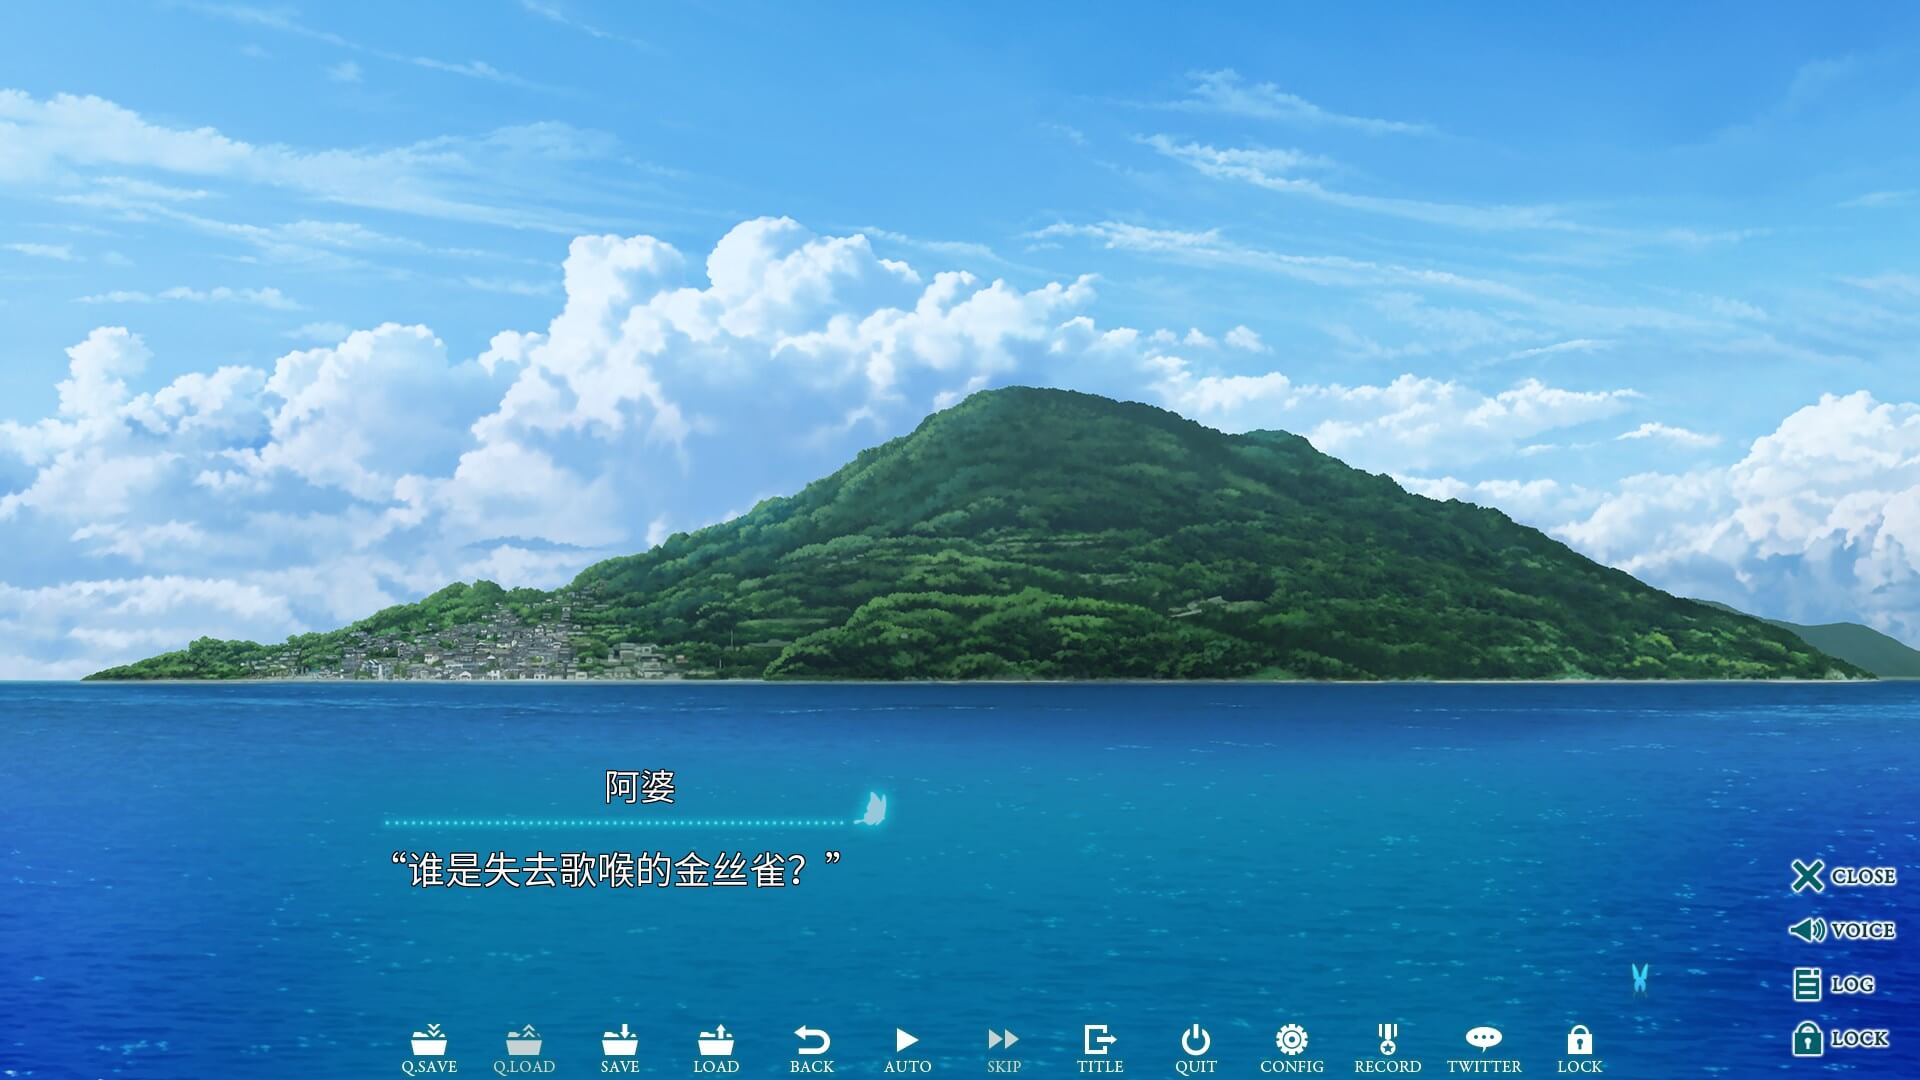 阿婆
“谁是失去歌喉的金丝雀？”
CLOSE
VOICE
LOG
LOCK
Q.SAVE Q.LOAD SAVE LOAD BACK AUTO SKIP TITLE QUIT CONFIG RECORD TWITTER LOCK